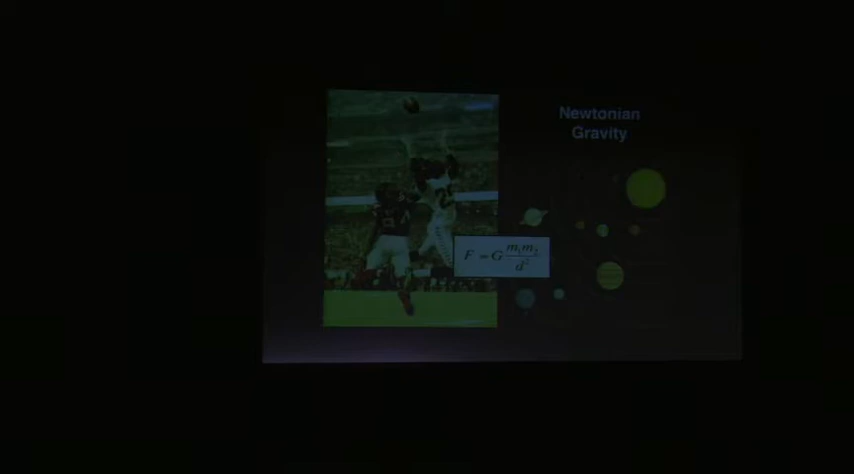 Newtonian
Gravity
F = G m₁m₂ / d²